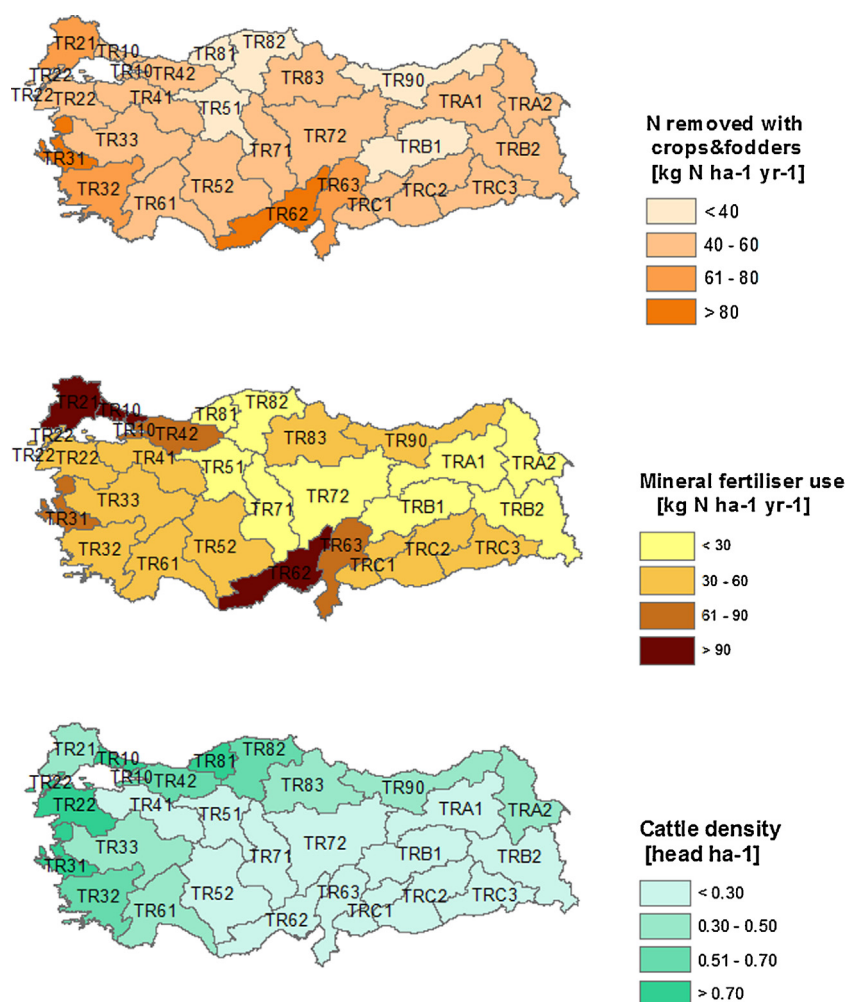 TR21
TR10
TR81
TR82
TR22
TR10
TR42
TR83
TR90
TR22
TR22
TR41
TR51
TRA1
TRA2
TR33
TR71
TR72
TRB1
TRB2
TR31
TR32
TR61
TR52
TR62
TR63
TRC1
TRC2
TRC3
N removed with
crops&fodders
[kg N ha-1 yr-1]
< 40
40 - 60
61 - 80
> 80
TR21
TR10
TR81
TR82
TR22
TR10
TR42
TR83
TR90
TR22
TR22
TR41
TR51
TRA1
TRA2
TR33
TR71
TR72
TRB1
TRB2
TR31
TR32
TR61
TR52
TR62
TR63
TRC1
TRC2
TRC3
Mineral fertiliser use
[kg N ha-1 yr-1]
< 30
30 - 60
61 - 90
> 90
TR21
TR10
TR81
TR82
TR22
TR10
TR42
TR83
TR90
TR22
TR41
TR51
TRA1
TRA2
TR33
TR71
TR72
TRB1
TRB2
TR31
TR32
TR61
TR52
TR62
TR63
TRC1
TRC2
TRC3
Cattle density
[head ha-1]
< 0.30
0.30 - 0.50
0.51 - 0.70
> 0.70